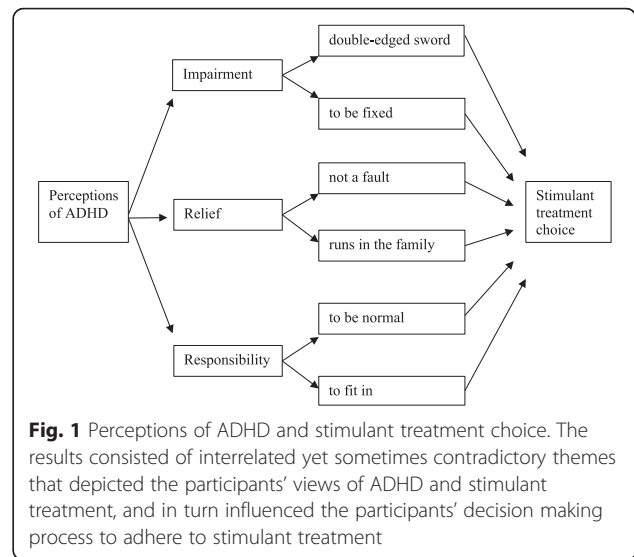 double-edged sword
Impairment
to be fixed
not a fault
Perceptions
of ADHD
Relief
Stimulant
treatment
choice
runs in the family
to be normal
Responsibility
to fit in
Fig. 1 Perceptions of ADHD and stimulant treatment choice. The
results consisted of interrelated yet sometimes contradictory themes
that depicted the participants’ views of ADHD and stimulant
treatment, and in turn influenced the participants’ decision making
process to adhere to stimulant treatment